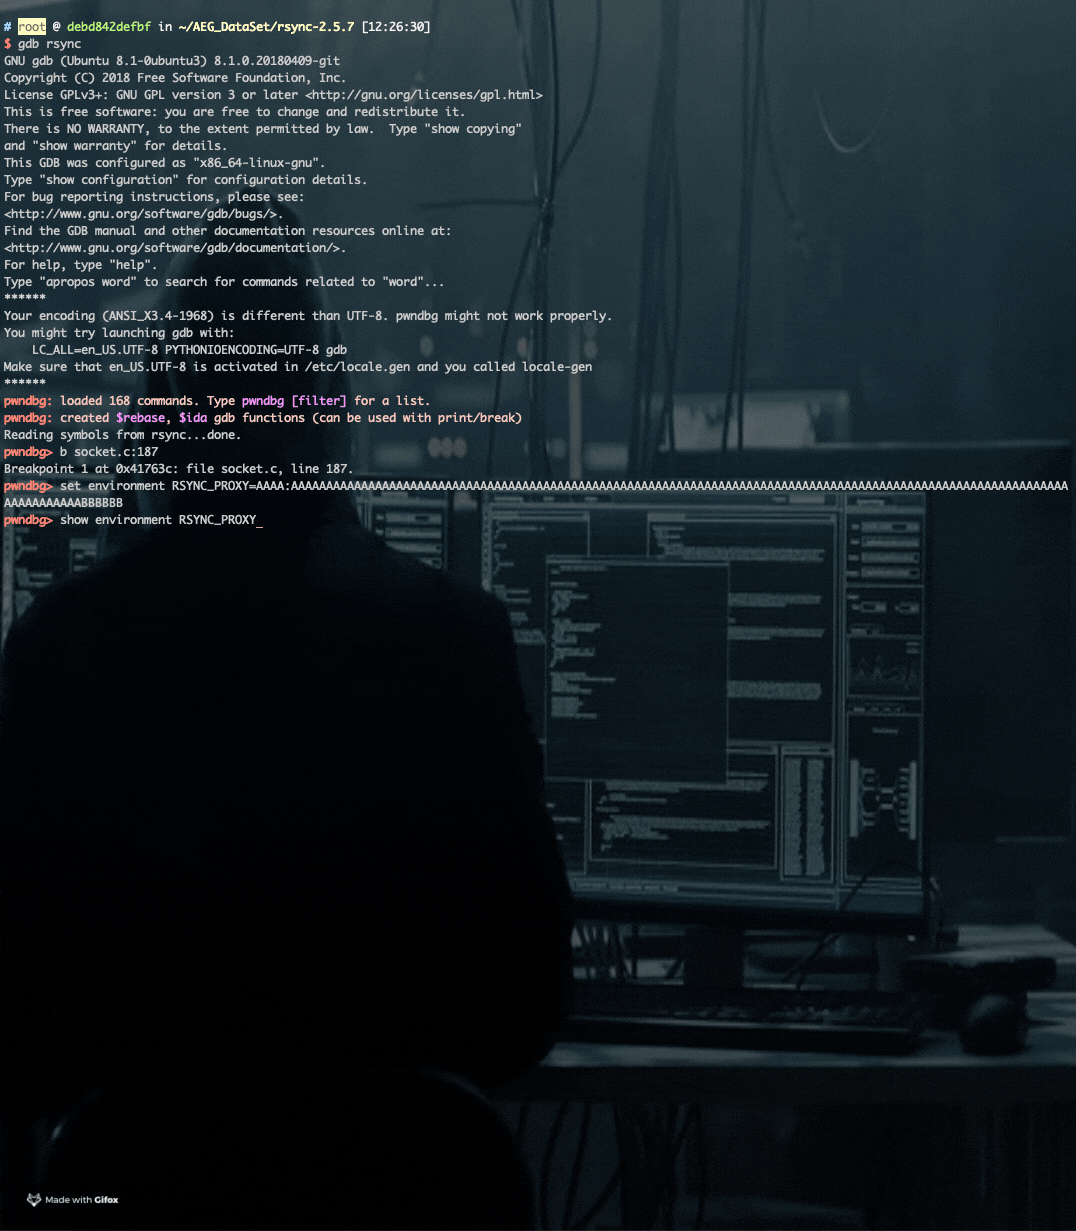 # root @ debd842defbf in ~/AEG_DataSet/rsync-2.5.7 [12:26:30]
$ gdb rsync
GNU gdb (Ubuntu 8.1-0ubuntu3) 8.1.0.20180409-git
Copyright (C) 2018 Free Software Foundation, Inc.
License GPLv3+: GNU GPL version 3 or later <http://gnu.org/licenses/gpl.html>
This is free software: you are free to change and redistribute it.
There is NO WARRANTY, to the extent permitted by law.  Type "show copying"
and "show warranty" for details.
This GDB was configured as "x86_64-linux-gnu".
Type "show configuration" for configuration details.
For bug reporting instructions, please see:
<http://www.gnu.org/software/gdb/bugs/>.
Find the GDB manual and other documentation resources online at:
<http://www.gnu.org/software/gdb/documentation/>.
For help, type "help".
Type "apropos word" to search for commands related to "word"...
******
Your encoding (ANSI_X3.4-1968) is different than UTF-8. pwndbg might not work properly.
You might try launching gdb with:
    LC_ALL=en_US.UTF-8 PYTHONIOENCODING=UTF-8 gdb
Make sure that en_US.UTF-8 is activated in /etc/locale.gen and you called locale-gen
******
pwndbg: loaded 168 commands. Type pwndbg [filter] for a list.
pwndbg: created $rebase, $ida gdb functions (can be used with print/break)
Reading symbols from rsync...done.
pwndbg> b socket.c:187
Breakpoint 1 at 0x41763c: file socket.c, line 187.
pwndbg> set environment RSYNC_PROXY=AAAA:AAAAAAAAAAAAAAAAAAAAAAAAAAAAAAAAAAAAAAAAAAAAAAAAAAAAAAAAAAAAAAAAAAAAAAAAAAAAAAAAAAAAAAAAAAAAAAAAAAAAAAAAAAAAAAA
AAAAAAAAAAABBBBBB
pwndbg> show environment RSYNC_PROXY_
Made with Gifox